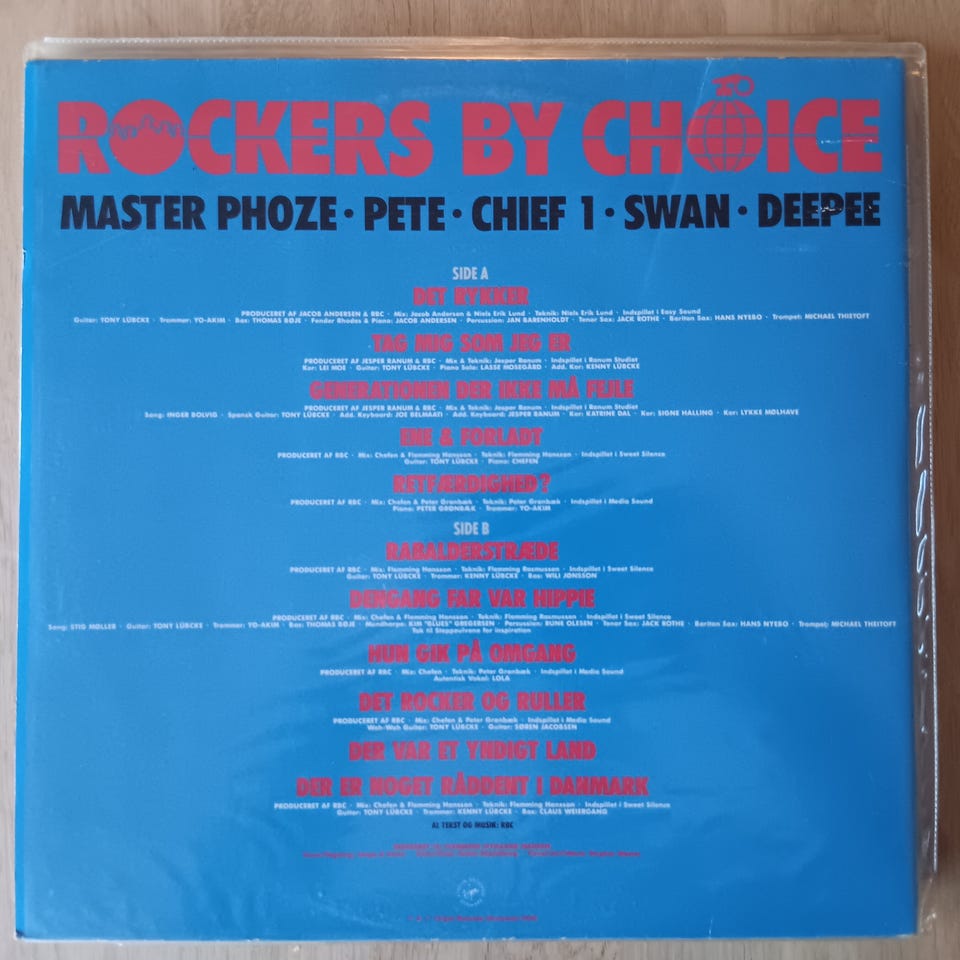 ROCKERS BY CHOICE
MASTER PHOZE · PETE · CHIEF 1 · SWAN · DEEPEE
SIDE A
DET RYKKER
PRODUCERET AF JACOB ANDERSEN & RBC · Mix: Jacob Andersen & Niels Erik Lund · Teknik: Niels Erik Lund · Indspillet i Easy Sound
Guitar: TONY LÜBCKE · Trommer: YO-AKIM · Bas: THOMAS BØJE · Fender Rhodes & Piano: JACOB ANDERSEN · Percussion: JAN BARENHOLDT · Tenor Sax: JACK ROTHE · Bariton Sax: HANS NYEBO · Trompet: MICHAEL THIETOFT
TAG MIG SOM JEG ER
PRODUCERET AF JESPER RANUM & RBC · Mix & Teknik: Jesper Ranum · Indspillet i Ranum Studiet
Kor: LEI MOE · Guitar: TONY LÜBCKE · Piano Solo: LASSE MOSEGÅRD · Add. Kor: KENNY LÜBCKE
GENERATIONEN DER IKKE MÅ FEJLE
PRODUCERET AF JESPER RANUM & RBC · Mix & Teknik: Jesper Ranum · Indspillet i Ranum Studiet
Sang: INGER BOLVIG · Spansk Guitar: TONY LÜBCKE · Add. Keyboard: JOE BELMAATI · Add. Keyboard: JESPER RANUM · Kor: KATRINE DAL · Kor: SIGNE HALLING · Kor: LYKKE MØLHAVE
ENE & FORLADT
PRODUCERET AF RBC · Mix: Chefen & Flemming Hansson · Teknik: Flemming Hansson · Indspillet i Sweet Silence
Guitar: TONY LÜBCKE · Piano: CHEFEN
RETFÆRDIGHED?
PRODUCERET AF RBC · Mix: Chefen & Peter Grønbæk · Teknik: Peter Grønbæk · Indspillet i Media Sound
Piano: PETER GRØNBÆK · Trommer: YO-AKIM
SIDE B
RABALDERSTRÆDE
PRODUCERET AF RBC · Mix: Flemming Hansson · Teknik: Flemming Rasmussen · Indspillet i Sweet Silence
Guitar: TONY LÜBCKE · Trommer: KENNY LÜBCKE · Bas: WILI JØNSSON
DENGANG FAR VAR HIPPIE
PRODUCERET AF RBC · Mix: Chefen & Flemming Hansson · Teknik: Flemming Rasmussen · Indspillet i Sweet Silence
Sang: STIG MØLLER · Guitar: TONY LÜBCKE · Trommer: YO-AKIM · Bas: THOMAS BØJE · Mundharpe: KIM "BLUES" GREGERSEN · Percussion: RUNE OLESEN · Tenor Sax: JACK ROTHE · Bariton Sax: HANS NYEBO · Trompet: MICHAEL THEITOFT
Tak til Steppeulvene for inspiration
HUN GIK PÅ OMGANG
PRODUCERET AF RBC · Mix: Chefen · Teknik: Peter Grønbæk · Indspillet i Media Sound
Autentisk Vokal: LOLA
DET ROCKER OG RULLER
PRODUCERET AF RBC · Mix: Chefen & Peter Grønbæk · Indspillet i Media Sound
Wah-Wah Guitar: TONY LÜBCKE · Guitar: SØREN JACOBSEN
DER VAR ET YNDIGT LAND
DER ER NOGET RÅDDENT I DANMARK
PRODUCERET AF RBC · Mix: Chefen & Flemming Hansson · Teknik: Flemming Hansson · Indspillet i Sweet Silence
Guitar: TONY LÜBCKE · Trommer: KENNY LÜBCKE · Bas: CLAUS WEIERGANG
AL TEKST OG MUSIK: RBC